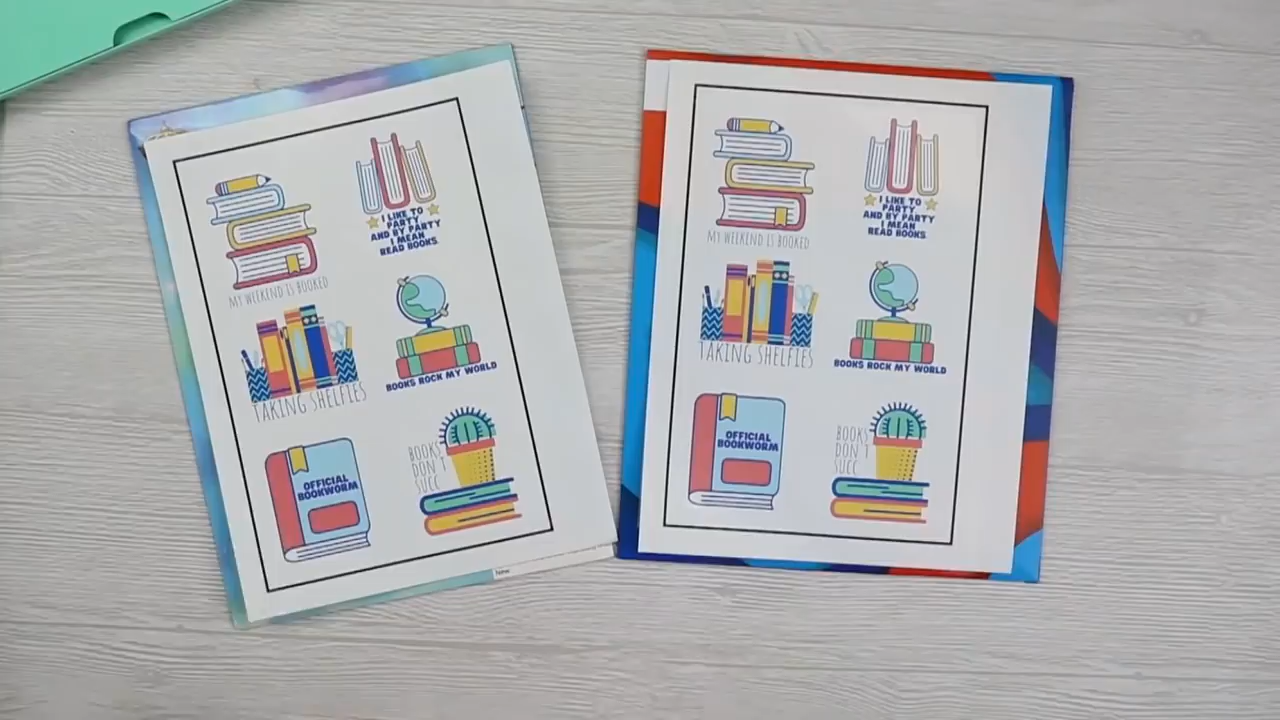 MY WEEKEND IS BOOKED
I LIKE TO
PARTY
AND BY PARTY
I MEAN
READ BOOKS
TAKING SHELFIES
BOOKS ROCK MY WORLD
OFFICIAL
BOOKWORM
BOOKS
DON'T
SUCC
MY WEEKEND IS BOOKED
I LIKE TO
PARTY
AND BY PARTY
I MEAN
READ BOOKS
TAKING SHELFIES
BOOKS ROCK MY WORLD
OFFICIAL
BOOKWORM
BOOKS
DON'T
SUCC